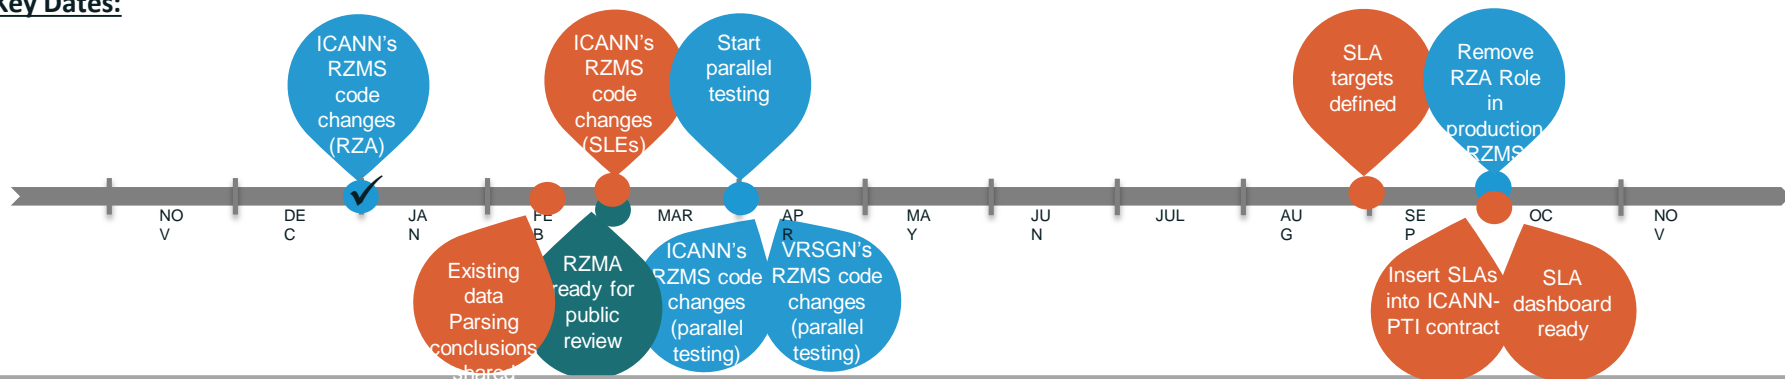 Key Dates:
ICANN's
RZMS
code
changes
(RZA)
ICANN's
RZMS
code
changes
(SLEs)
Start
parallel
testing
SLA
targets
defined
Remove
RZA Role
in
production
RZMS
NO
V
DE
C
JA
N
FE
B
MAR
AP
R
MA
Y
JU
N
JUL
AU
G
SE
P
OC
NO
V
Existing
data
Parsing
conclusions
shared
RZMA
ready for
public
review
ICANN's
RZMS code
changes
(parallel
testing)
VRSGN's
RZMS code
changes
(parallel
testing)
Insert SLAs
into ICANN-
PTI contract
SLA
dashboard
ready